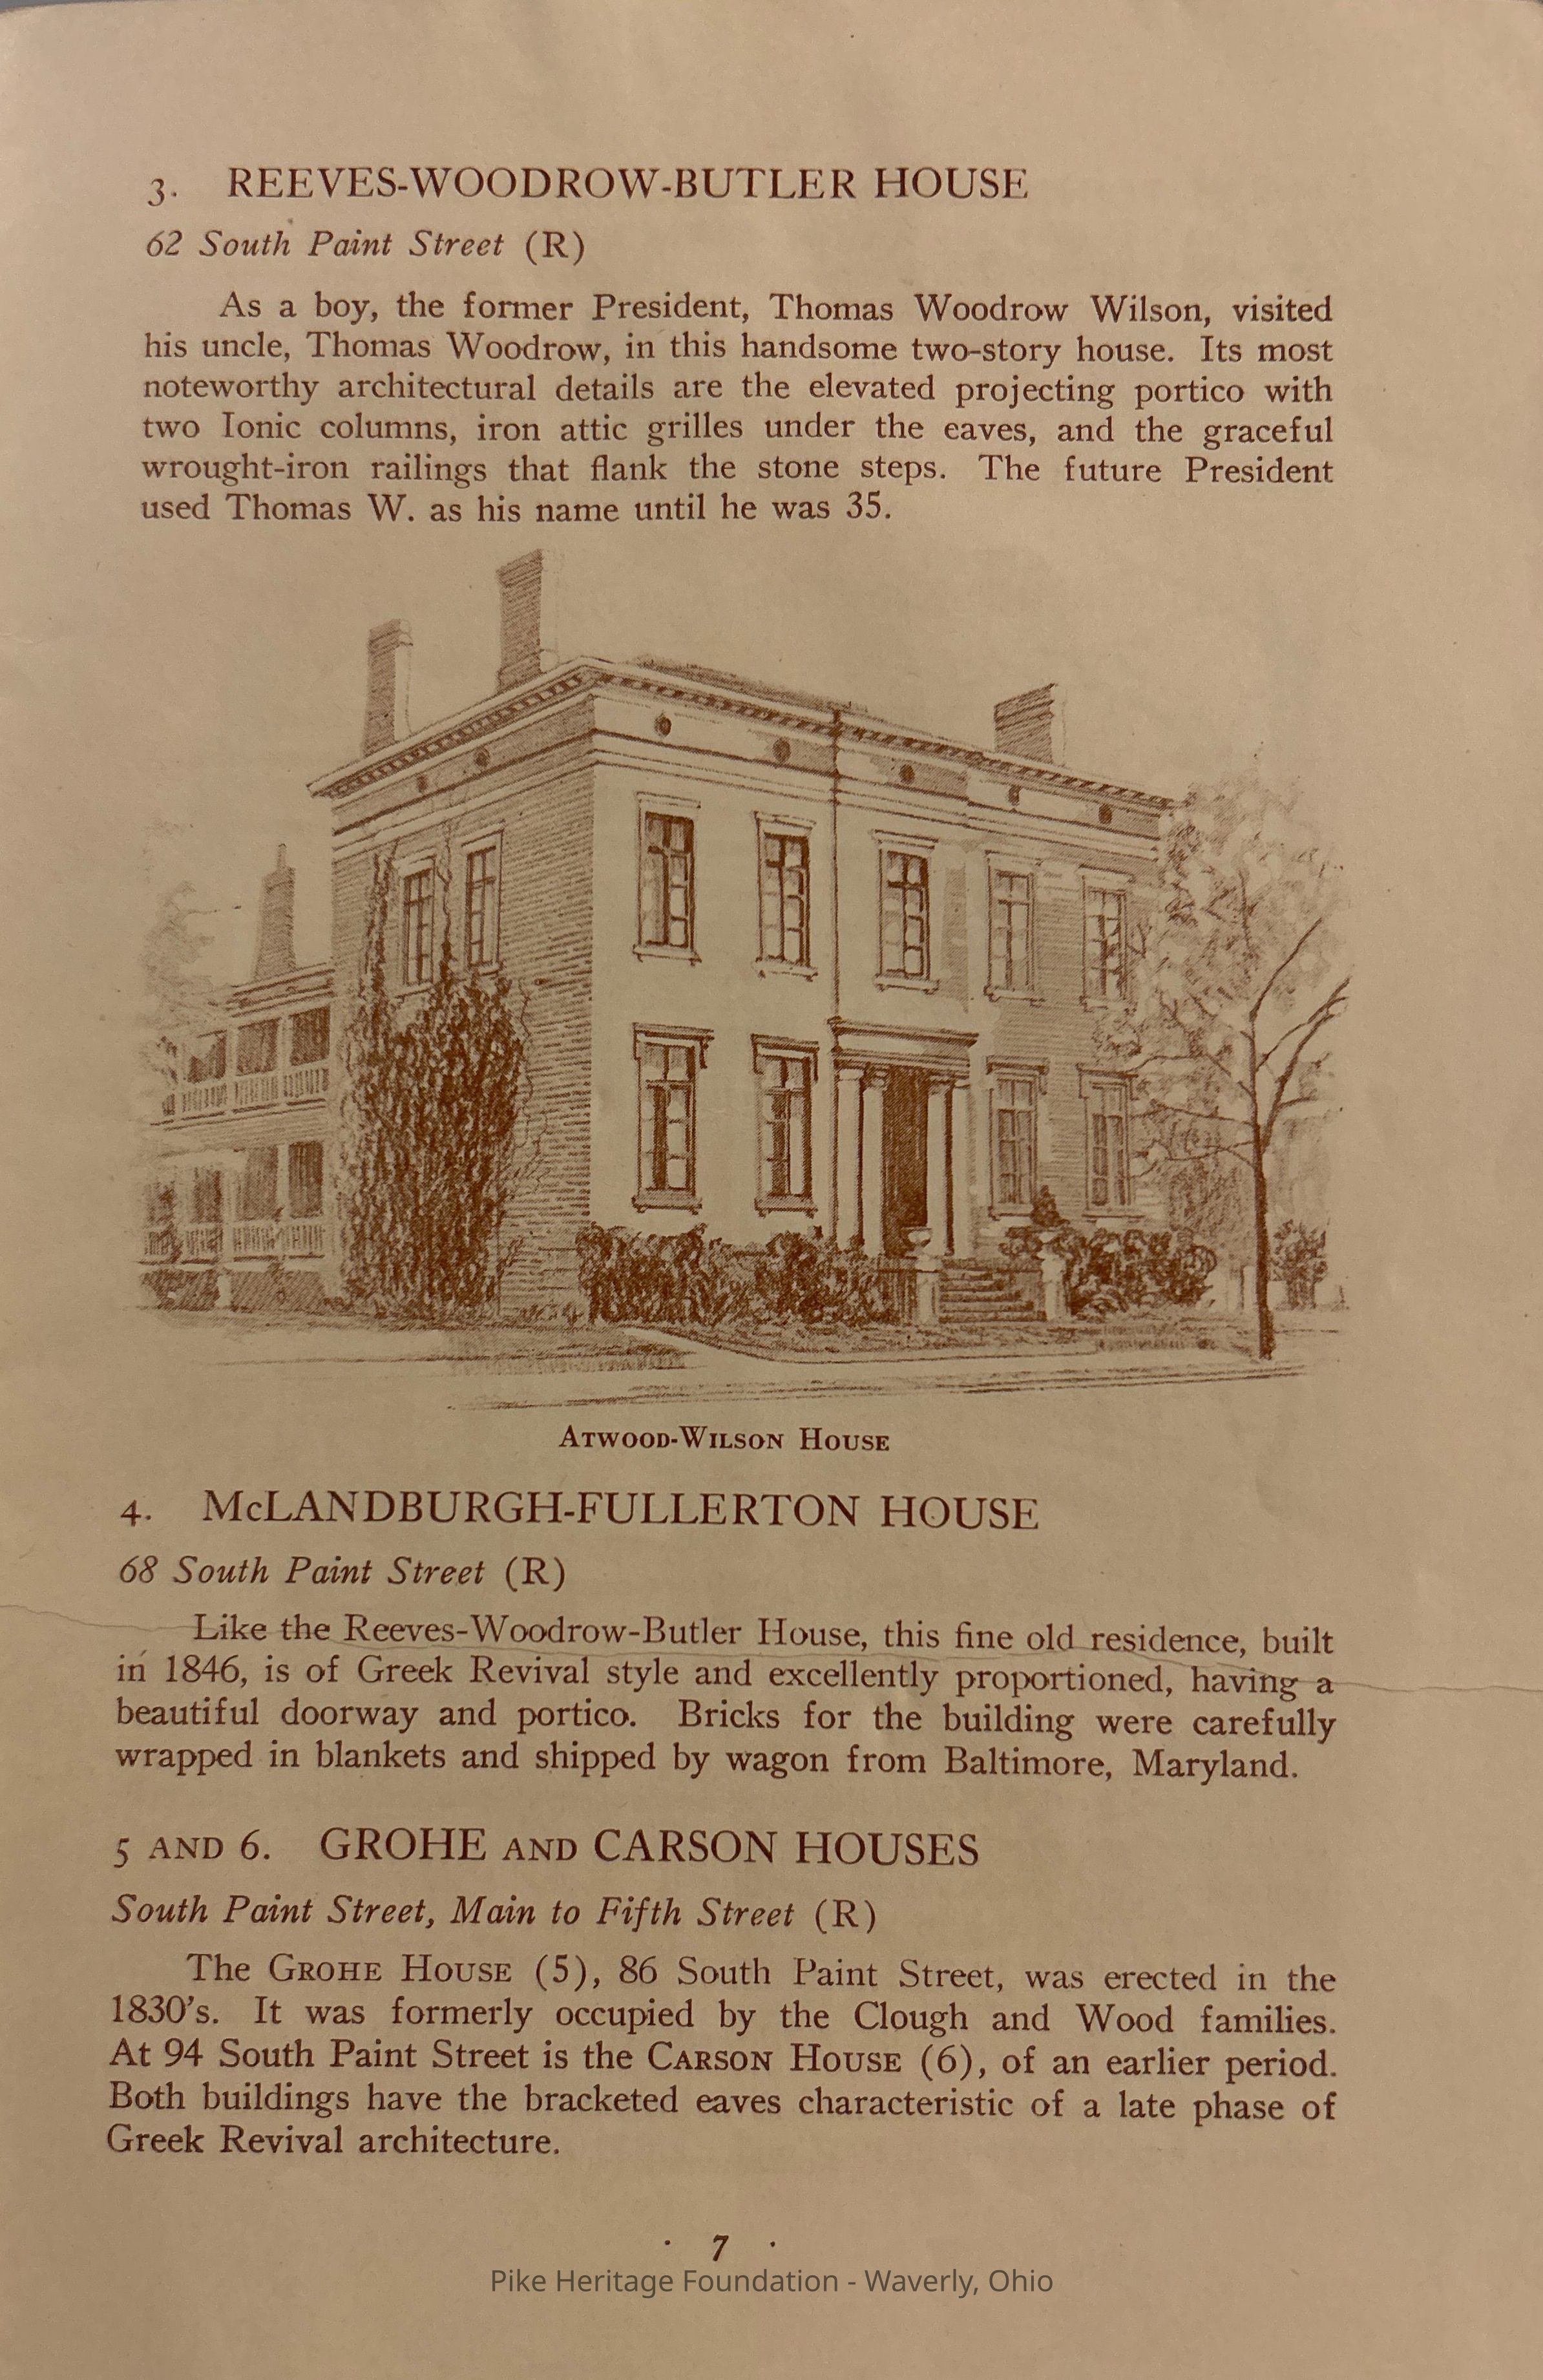 3. REEVES-WOODROW-BUTLER HOUSE
62 South Paint Street (R)
As a boy, the former President, Thomas Woodrow Wilson, visited
his uncle, Thomas Woodrow, in this handsome two-story house. Its most
noteworthy architectural details are the elevated projecting portico with
two Ionic columns, iron attic grilles under the eaves, and the graceful
wrought-iron railings that flank the stone steps. The future President
used Thomas W. as his name until he was 35.
ATWOOD-WILSON HOUSE
4. McLANDBURGH-FULLERTON HOUSE
68 South Paint Street (R)
Like the Reeves-Woodrow-Butler House, this fine old residence, built
in 1846, is of Greek Revival style and excellently proportioned, having a
beautiful doorway and portico. Bricks for the building were carefully
wrapped in blankets and shipped by wagon from Baltimore, Maryland.
5 AND 6. GROHE AND CARSON HOUSES
South Paint Street, Main to Fifth Street (R)
The GROHE HOUSE (5), 86 South Paint Street, was erected in the
1830's. It was formerly occupied by the Clough and Wood families.
At 94 South Paint Street is the CARSON HOUSE (6), of an earlier period.
Both buildings have the bracketed eaves characteristic of a late phase of
Greek Revival architecture.
· 7 ·
Pike Heritage Foundation - Waverly, Ohio